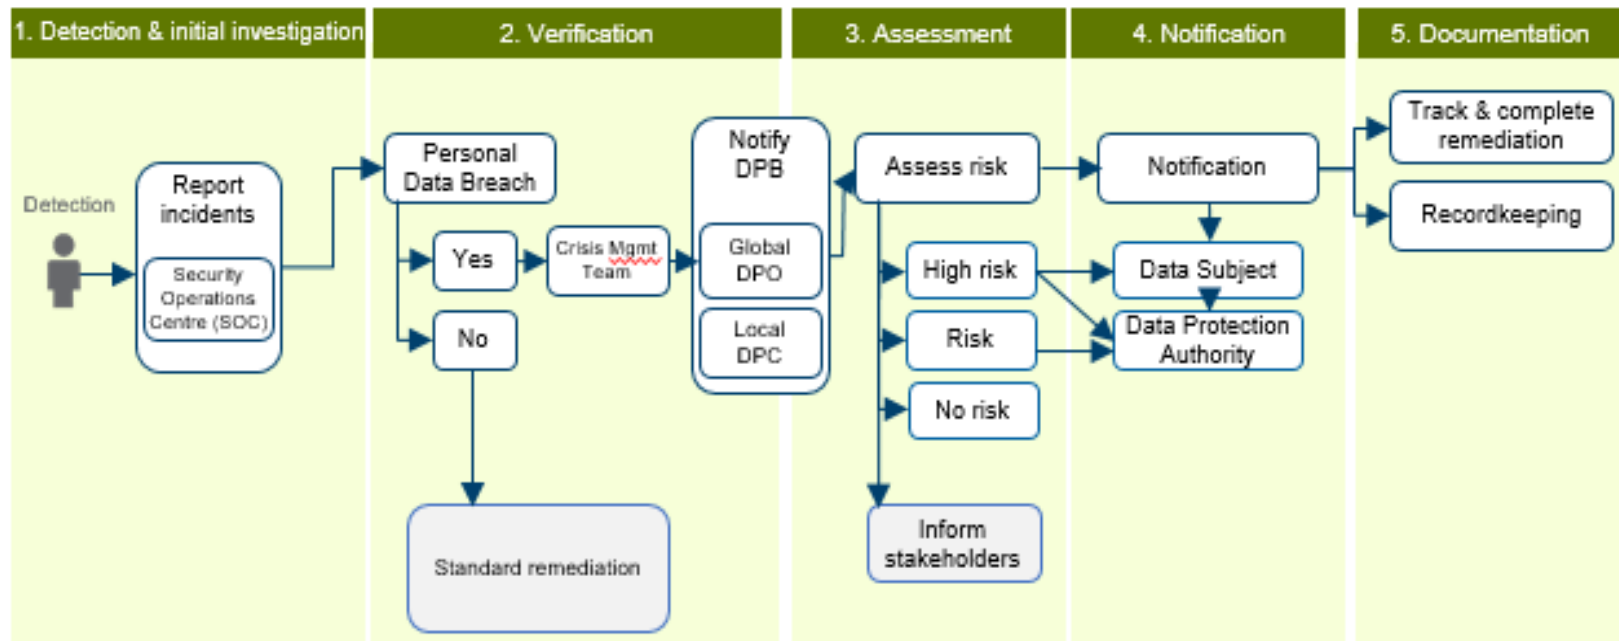 1. Detection & initial investigation
2. Verification
3. Assessment
4. Notification
5. Documentation
Detection
Report
incidents
Security
Operations
Centre (SOC)
Personal
Data Breach
Yes
No
Crisis Mgmt
Team
Standard remediation
Notify
DPB
Global
DPO
Local
DPC
Assess risk
High risk
Risk
No risk
Inform
stakeholders
Notification
Data Subject
Data Protection
Authority
Track & complete
remediation
Recordkeeping